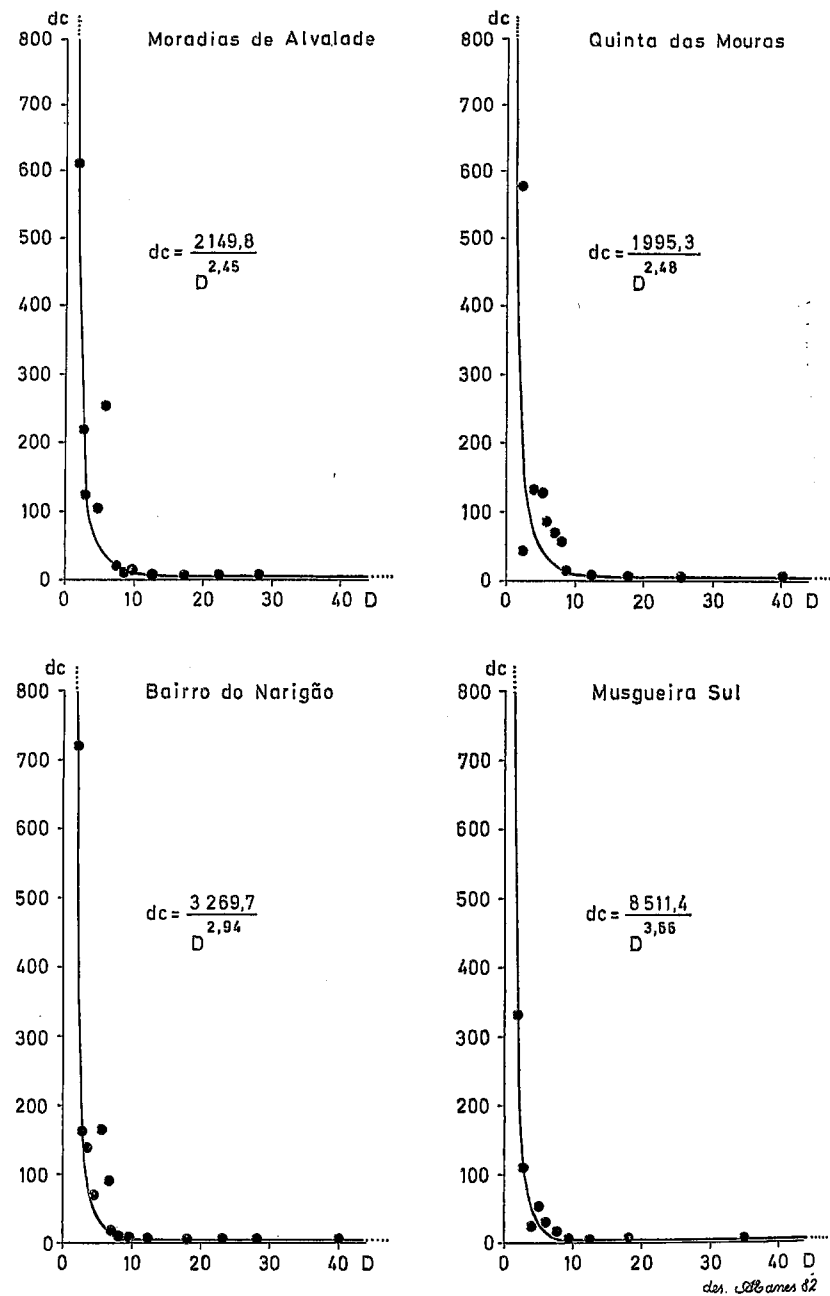 dc
Moradias de Alvalade
800
700
600
500
400
300
200
100
0
dc = 2149,8 / D^2,45
0 10 20 30 40 D
dc
Quinta das Mouras
800
700
600
500
400
300
200
100
0
dc = 1995,3 / D^2,48
0 10 20 30 40 D
dc
Bairro do Narigão
800
700
600
500
400
300
200
100
0
dc = 3 269,7 / D^2,94
0 10 20 30 40 D
dc
Musgueira Sul
800
700
600
500
400
300
200
100
0
dc = 8 511,4 / D^3,66
0 10 20 30 40 D
des. 82